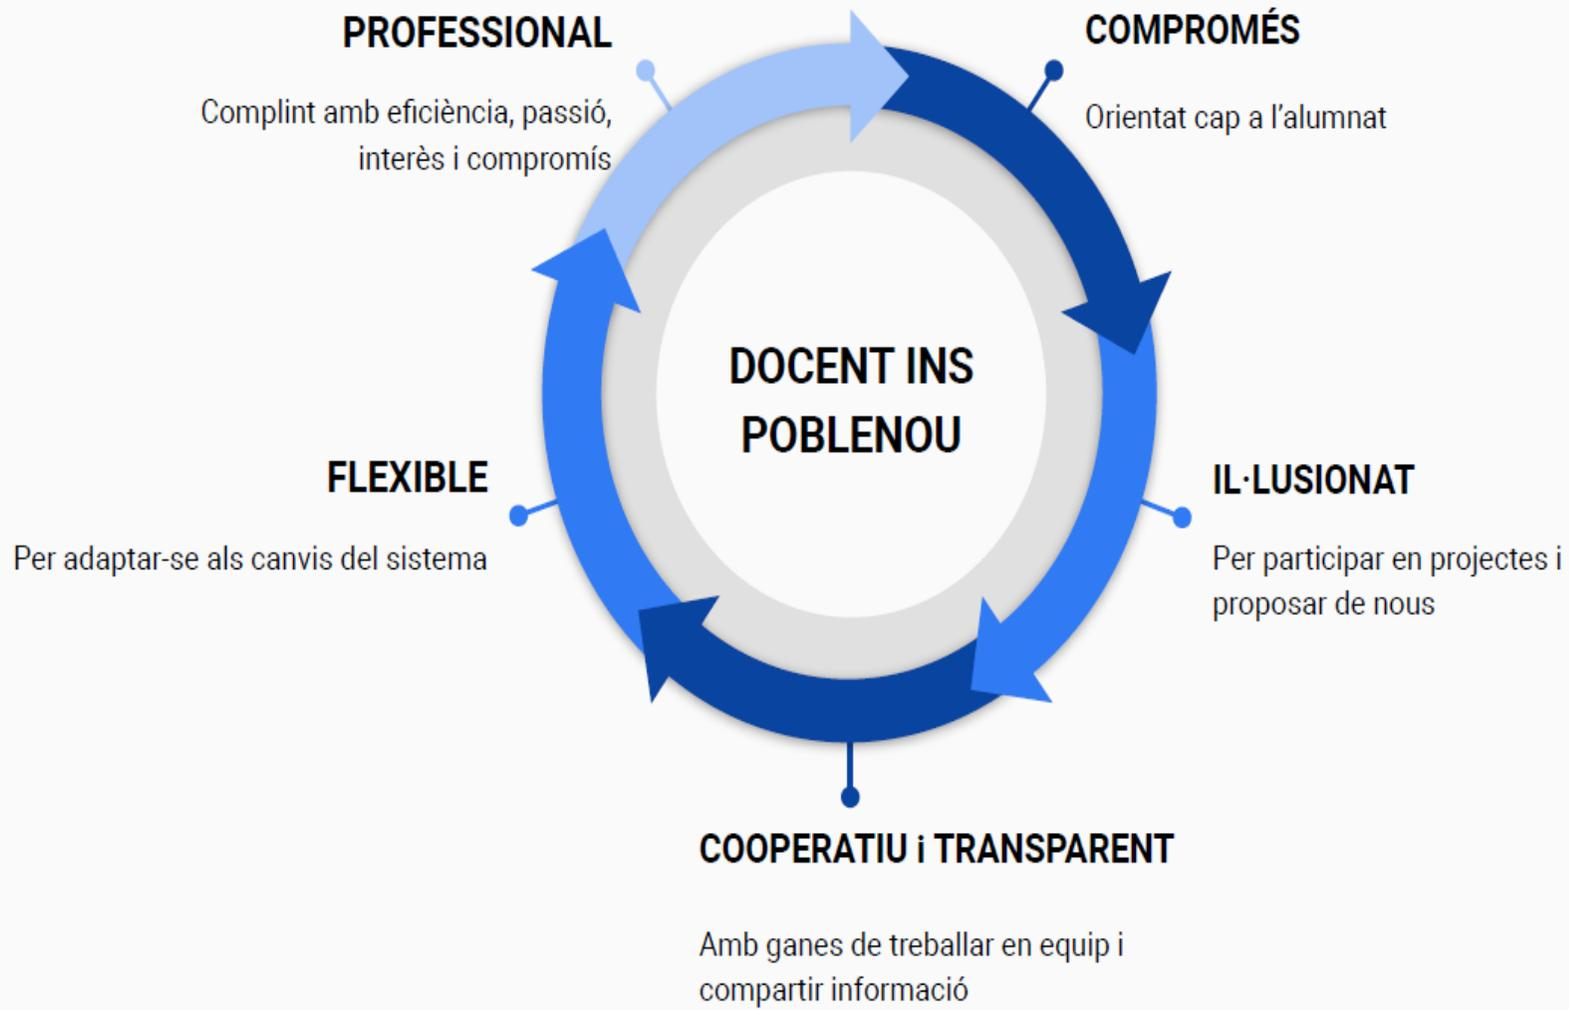 PROFESSIONAL
Complint amb eficiència, passió,
interès i compromís
COMPROMÉS
Orientat cap a l'alumnat
DOCENT INS
POBLENOU
FLEXIBLE
Per adaptar-se als canvis del sistema
IL·LUSIONAT
Per participar en projectes i
proposar de nous
COOPERATIU i TRANSPARENT
Amb ganes de treballar en equip i
compartir informació